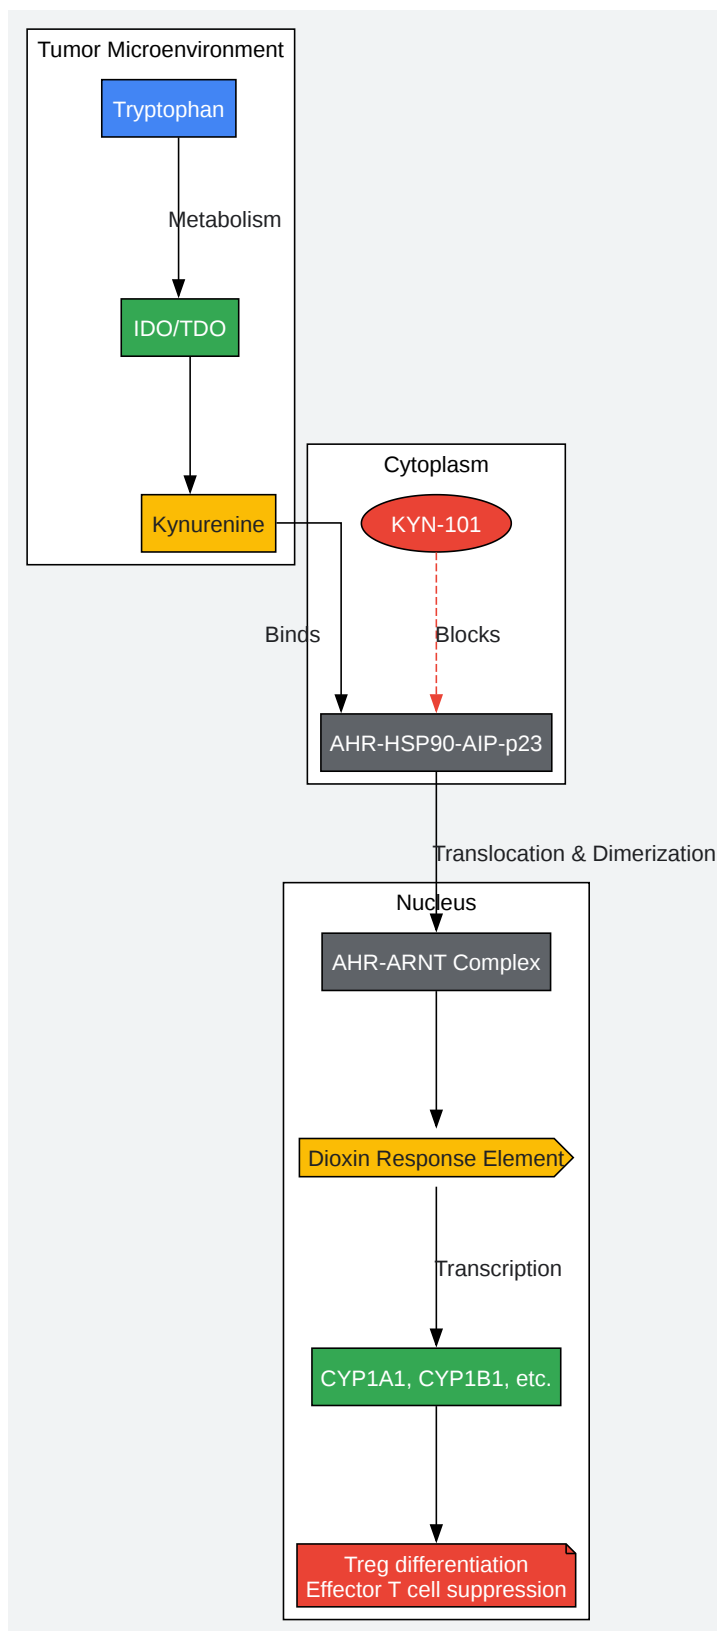 Tumor Microenvironment
Tryptophan
Metabolism
IDO/TDO
Kynurenine
Cytoplasm
KYN-101
Binds
Blocks
AHR-HSP90-AIP-p23
Translocation & Dimerization
Nucleus
AHR-ARNT Complex
Dioxin Response Element
Transcription
CYP1A1, CYP1B1, etc.
Treg differentiation
Effector T cell suppression